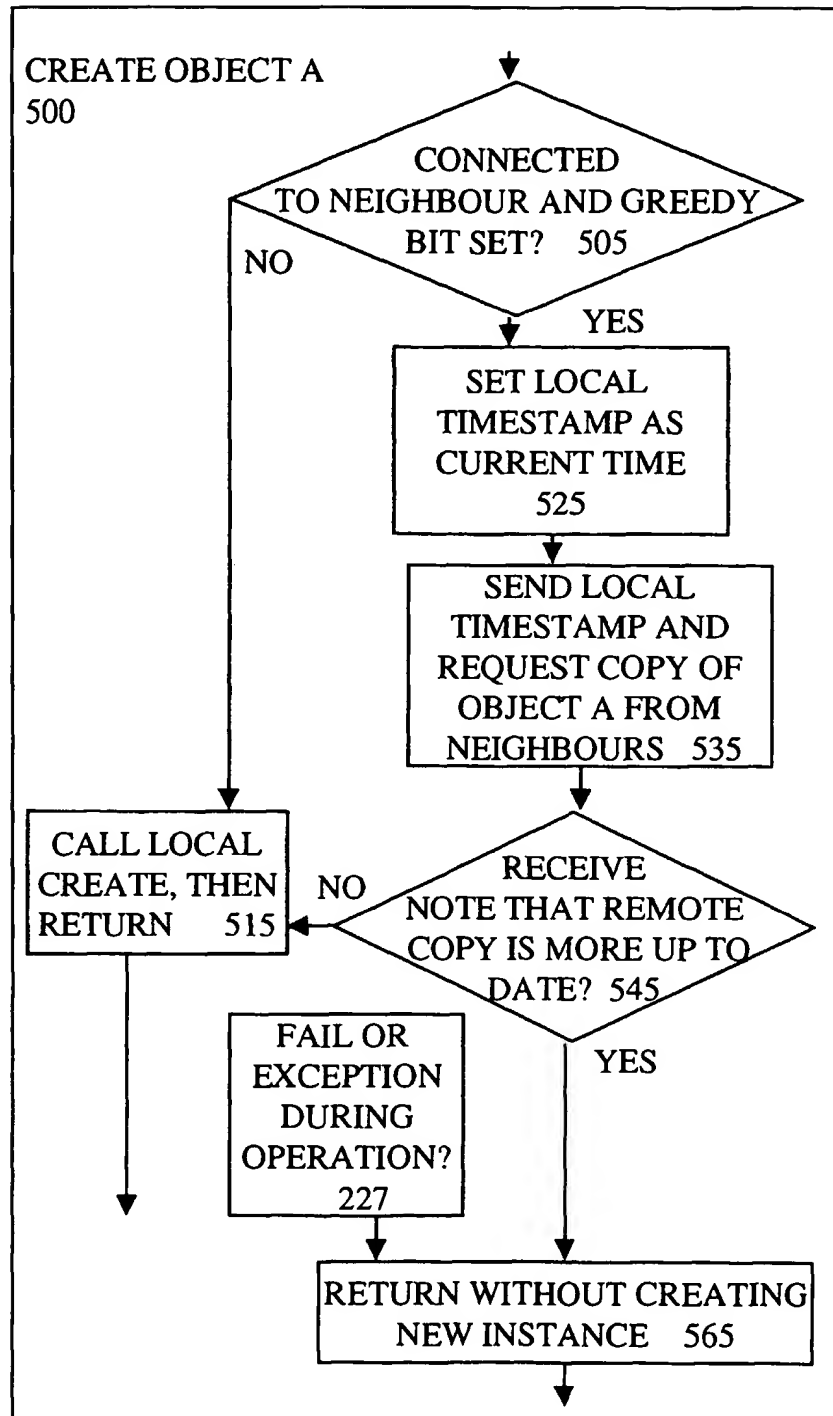 CREATE OBJECT A
500
CONNECTED
TO NEIGHBOUR AND GREEDY
BIT SET? 505
NO
YES
SET LOCAL
TIMESTAMP AS
CURRENT TIME
525
SEND LOCAL
TIMESTAMP AND
REQUEST COPY OF
OBJECT A FROM
NEIGHBOURS 535
CALL LOCAL
CREATE, THEN
RETURN 515
NO
RECEIVE
NOTE THAT REMOTE
COPY IS MORE UP TO
DATE? 545
YES
FAIL OR
EXCEPTION
DURING
OPERATION?
227
RETURN WITHOUT CREATING
NEW INSTANCE 565